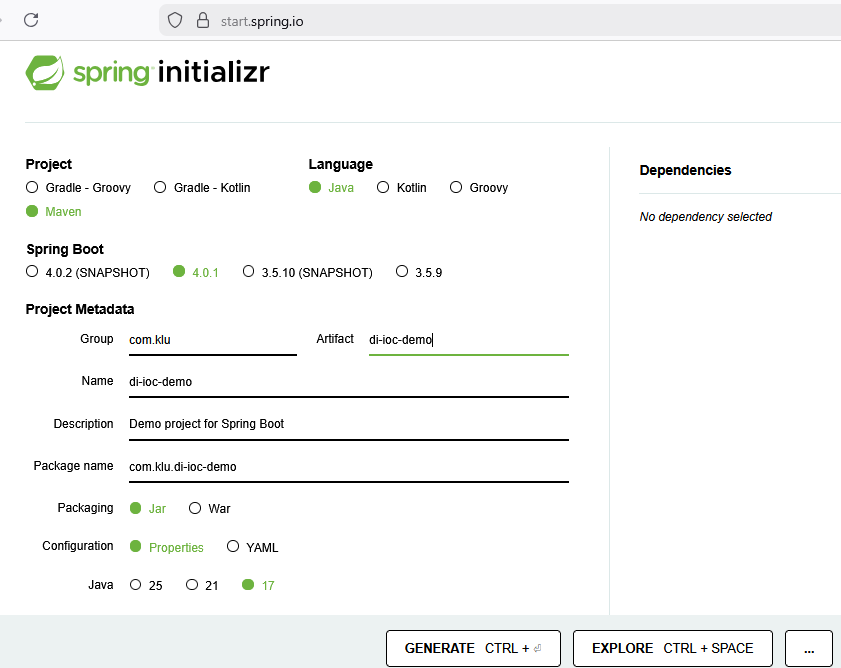 start.spring.io
spring initializr
Project
Gradle - Groovy Gradle - Kotlin
Maven
Language
Java Kotlin Groovy
Spring Boot
4.0.2 (SNAPSHOT) 4.0.1 3.5.10 (SNAPSHOT) 3.5.9
Project Metadata
Group com.klu Artifact di-ioc-demo
Name di-ioc-demo
Description Demo project for Spring Boot
Package name com.klu.di-ioc-demo
Packaging Jar War
Configuration Properties YAML
Java 25 21 17
Dependencies
No dependency selected
GENERATE CTRL + ⏎ EXPLORE CTRL + SPACE ...